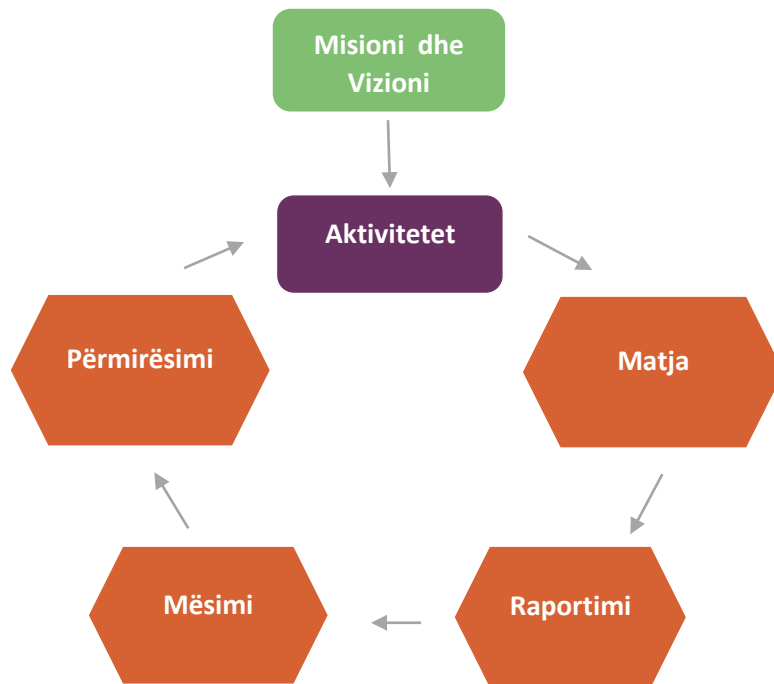 Misioni dhe
Vizioni
Aktivitetet
Përmirësimi
Matja
Mësimi
Raportimi